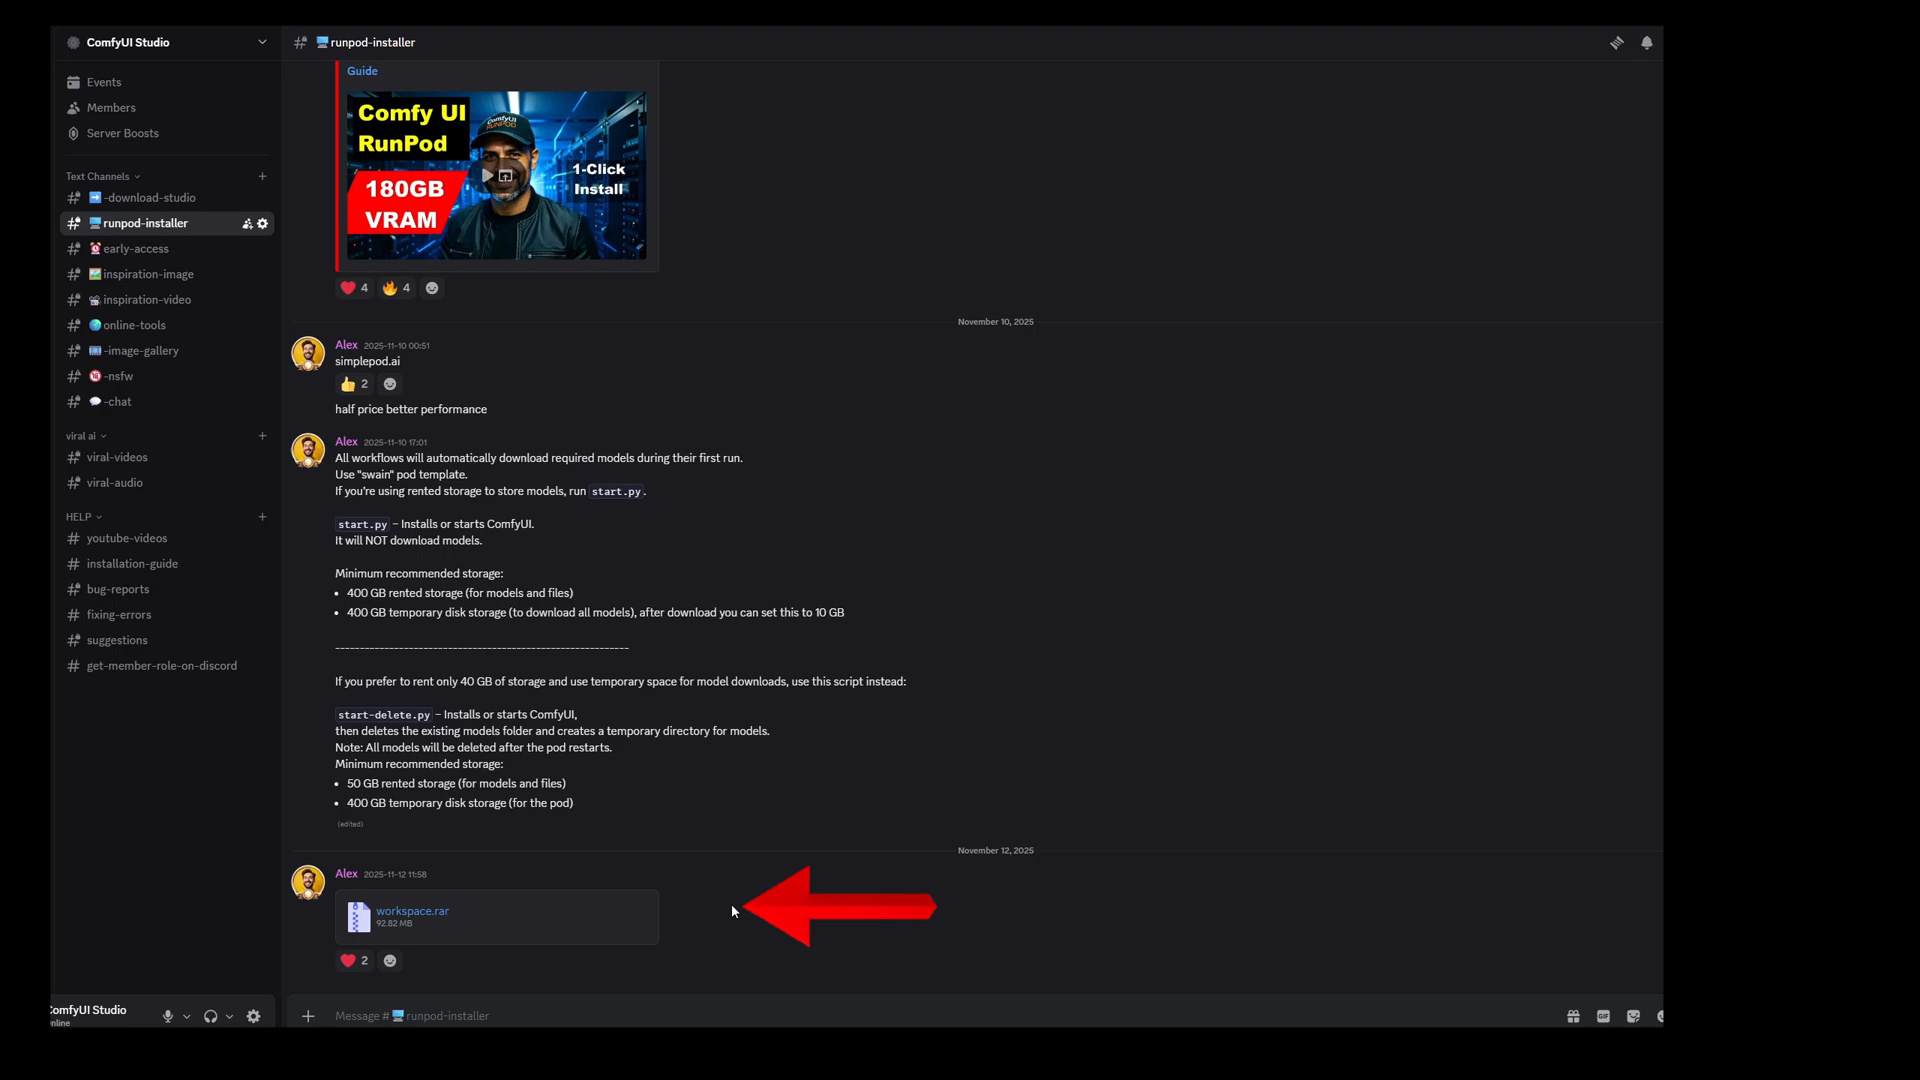 ComfyUI Studio
Events
Members
Server Boosts
Text Channels
-download-studio
runpod-installer
early-access
inspiration-image
inspiration-video
online-tools
-image-gallery
-nsfw
-chat
viral ai
viral-videos
viral-audio
HELP
youtube-videos
installation-guide
bug-reports
fixing-errors
suggestions
get-member-role-on-discord
ComfyUI Studio
runpod-installer
Guide
Comfy UI
RunPod
180GB
VRAM
1-Click
Install
ComfyUI
RUNPOD
4 4
November 10, 2025
Alex 2025-11-10 00:51
simplepod.ai
2
half price better performance
Alex 2025-11-10 17:01
All workflows will automatically download required models during their first run.
Use "swain" pod template.
If you're using rented storage to store models, run start.py.
start.py – Installs or starts ComfyUI.
It will NOT download models.
Minimum recommended storage:
• 400 GB rented storage (for models and files)
• 400 GB temporary disk storage (to download all models), after download you can set this to 10 GB
------------------------------------------------------------
If you prefer to rent only 40 GB of storage and use temporary space for model downloads, use this script instead:
start-delete.py – Installs or starts ComfyUI,
then deletes the existing models folder and creates a temporary directory for models.
Note: All models will be deleted after the pod restarts.
Minimum recommended storage:
• 50 GB rented storage (for models and files)
• 400 GB temporary disk storage (for the pod)
(edited)
November 12, 2025
Alex 2025-11-12 11:58
workspace.rar
92.82 MB
2
Message # runpod-installer
GIF